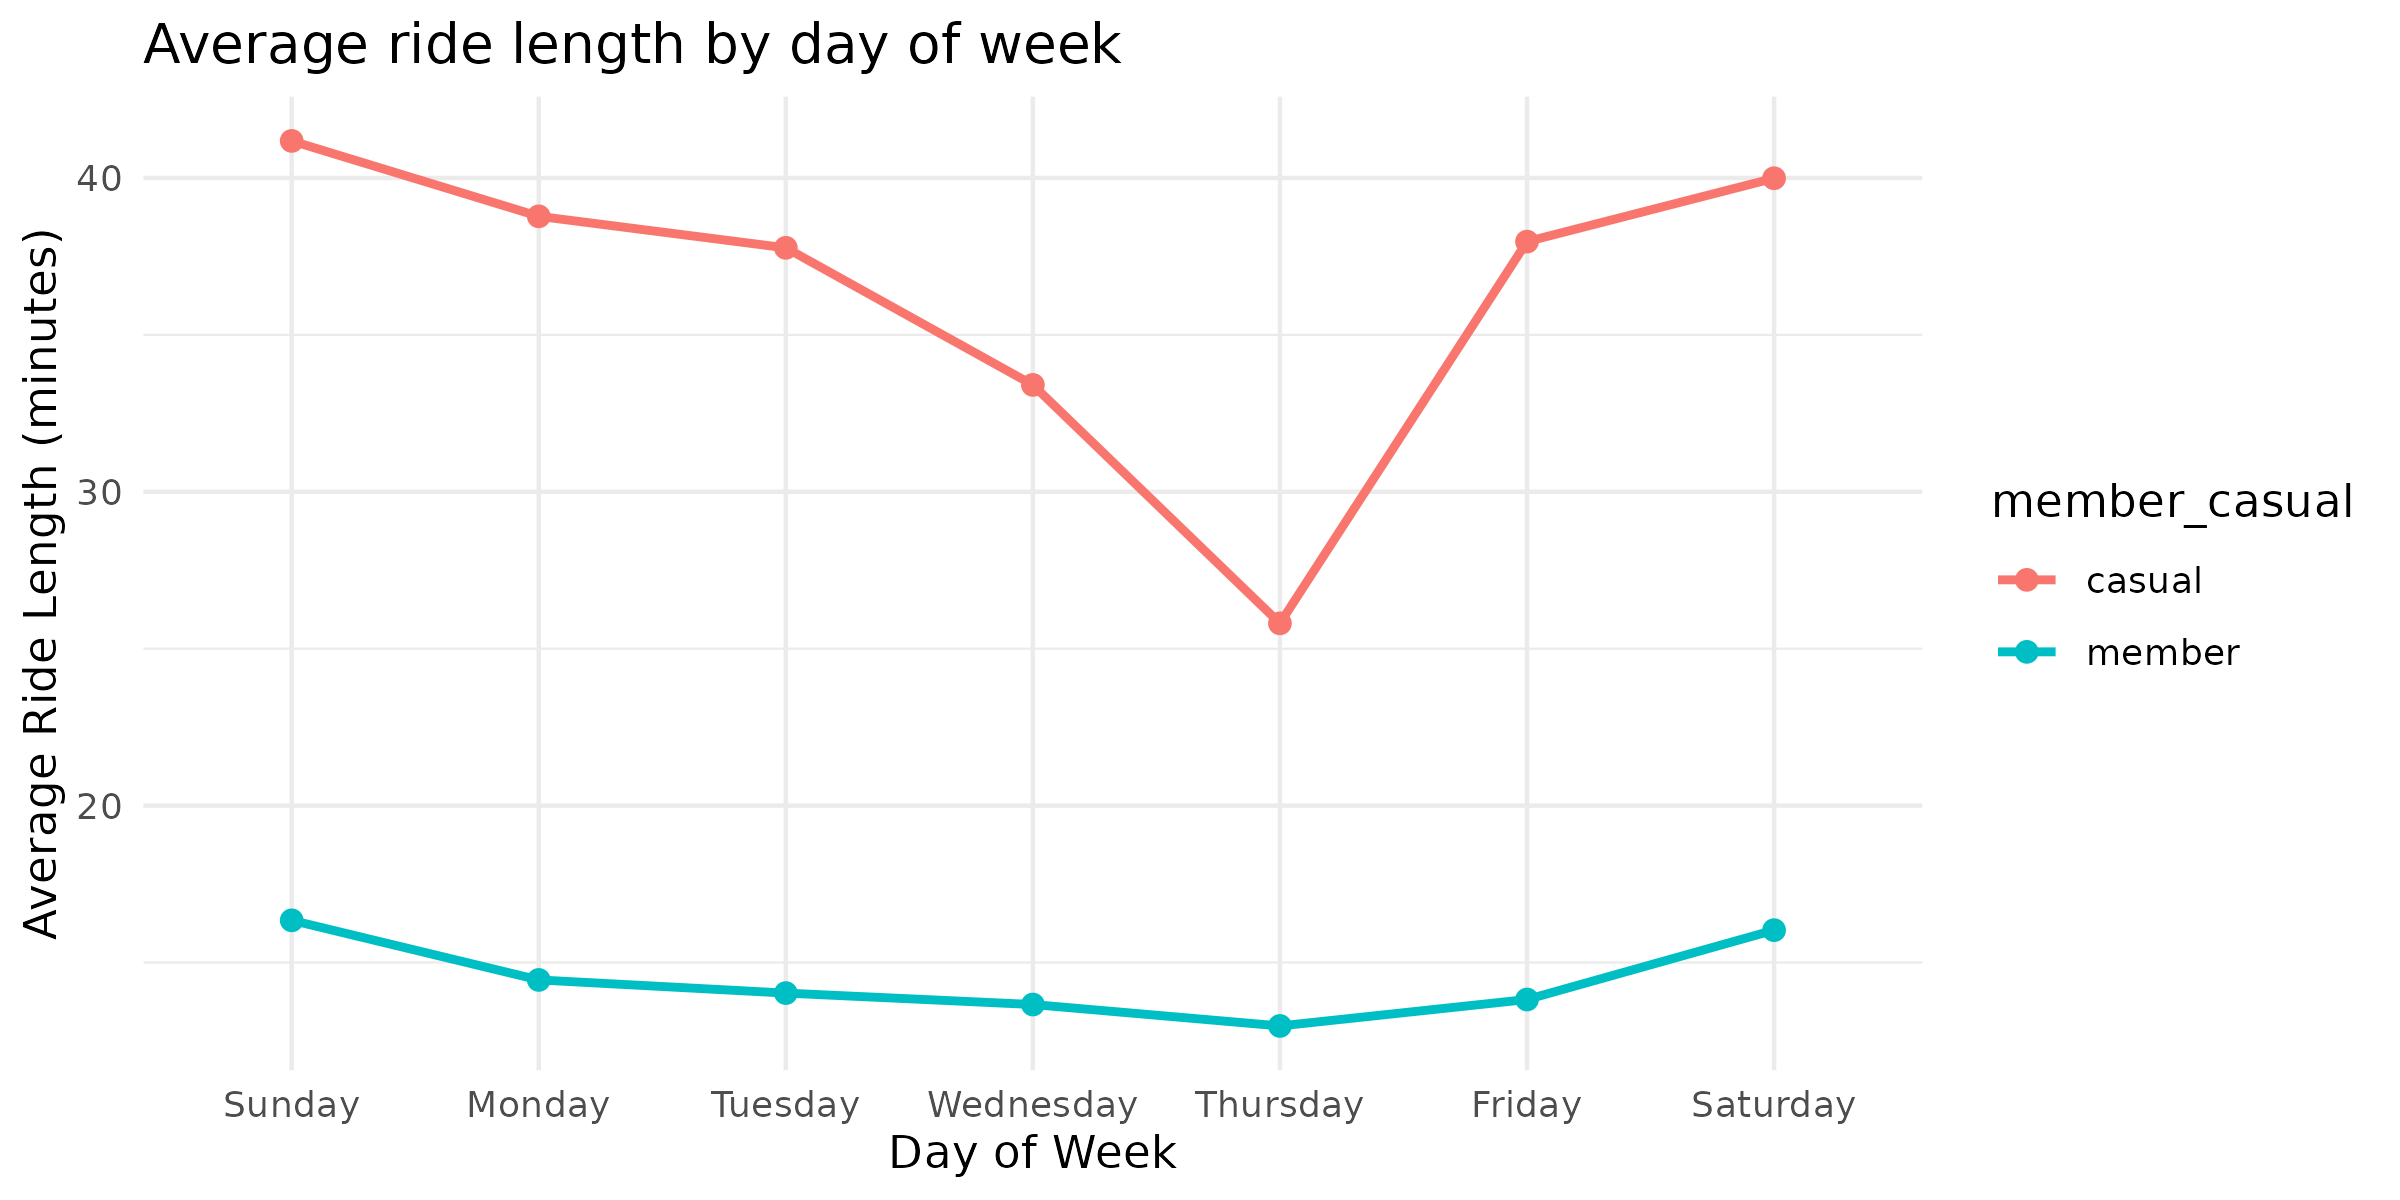 Average ride length by day of week
Average Ride Length (minutes)
40
30
20
Sunday Monday Tuesday Wednesday Thursday Friday Saturday
Day of Week
member_casual
casual
member